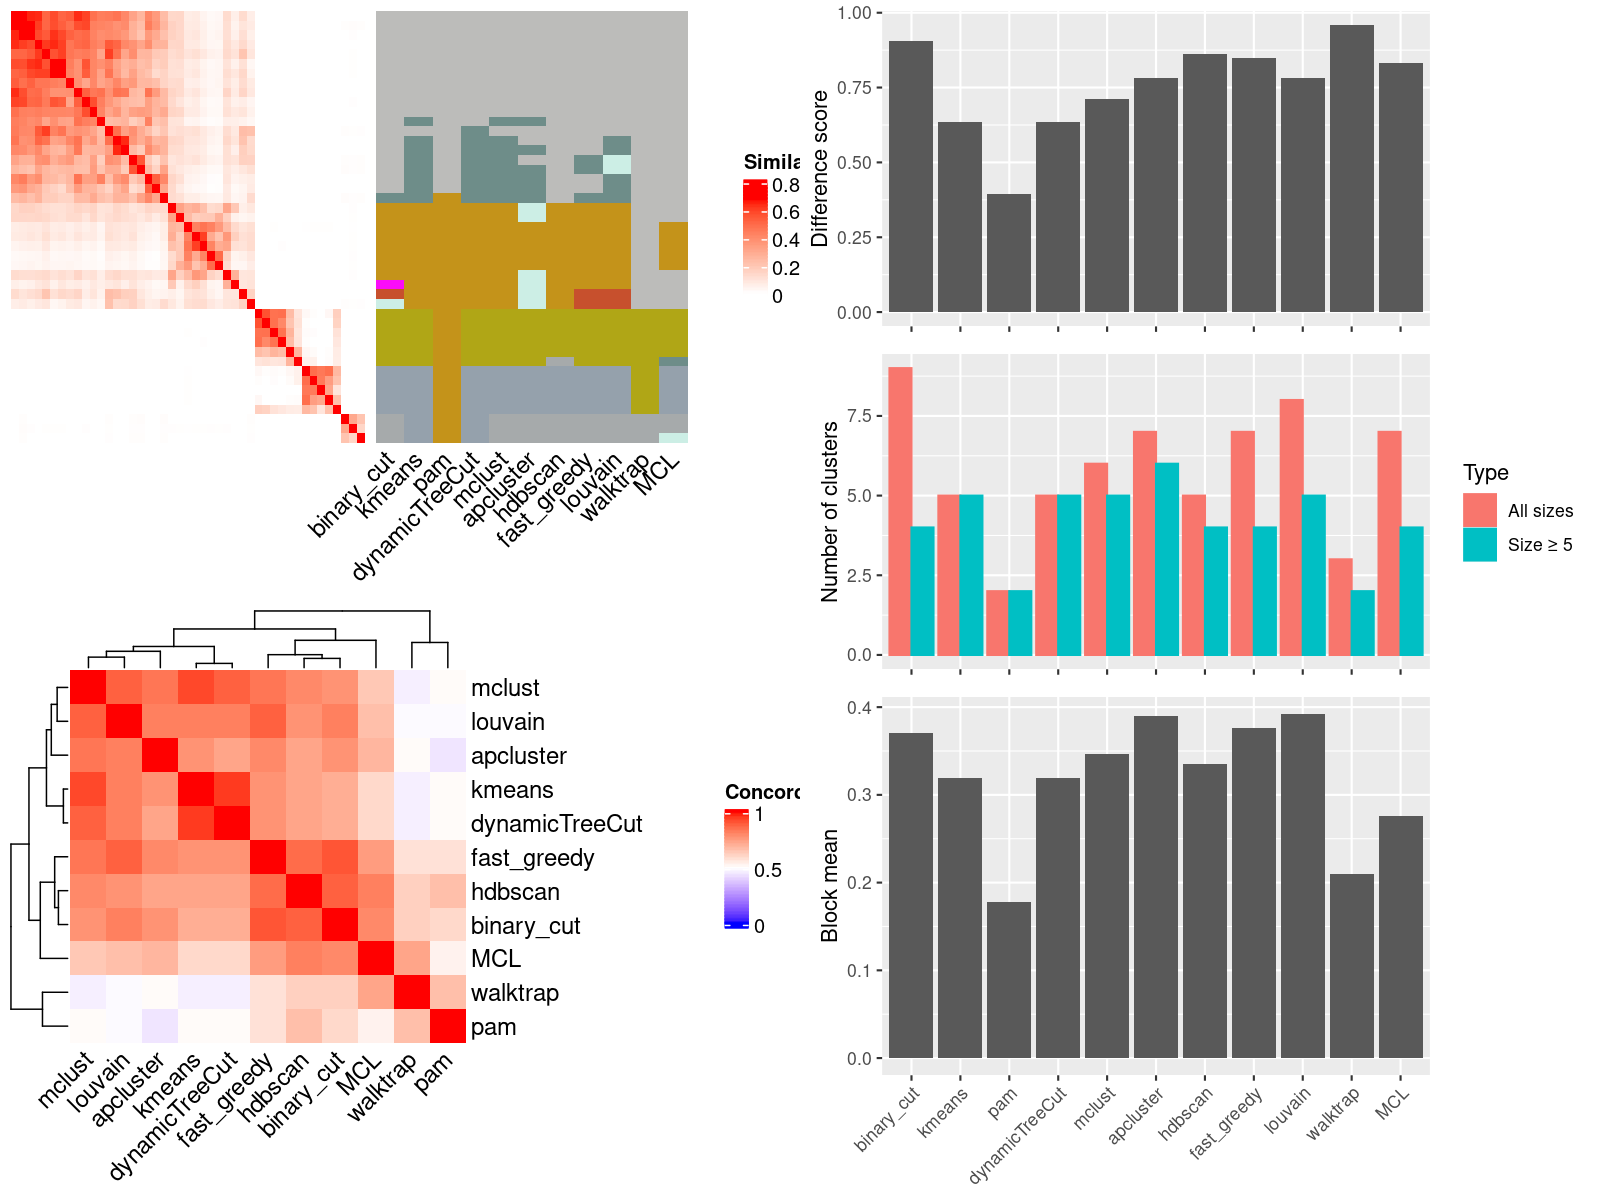 Simila
0.8
0.6
0.4
0.2
0
binary_cut
kmeans
pam
dynamicTreeCut
mclust
apcluster
hdbscan
fast_greedy
louvain
walktrap
MCL
mclust
louvain
apcluster
kmeans
dynamicTreeCut
fast_greedy
hdbscan
binary_cut
MCL
walktrap
pam
Concord
1
0.5
0
mclust
louvain
apcluster
kmeans
dynamicTreeCut
fast_greedy
hdbscan
binary_cut
MCL
walktrap
pam
Difference score
1.00
0.75
0.50
0.25
0.00
Number of clusters
7.5
5.0
2.5
0.0
Type
All sizes
Size ≥ 5
Block mean
0.4
0.3
0.2
0.1
0.0
binary_cut
kmeans
pam
dynamicTreeCut
mclust
apcluster
hdbscan
fast_greedy
louvain
walktrap
MCL